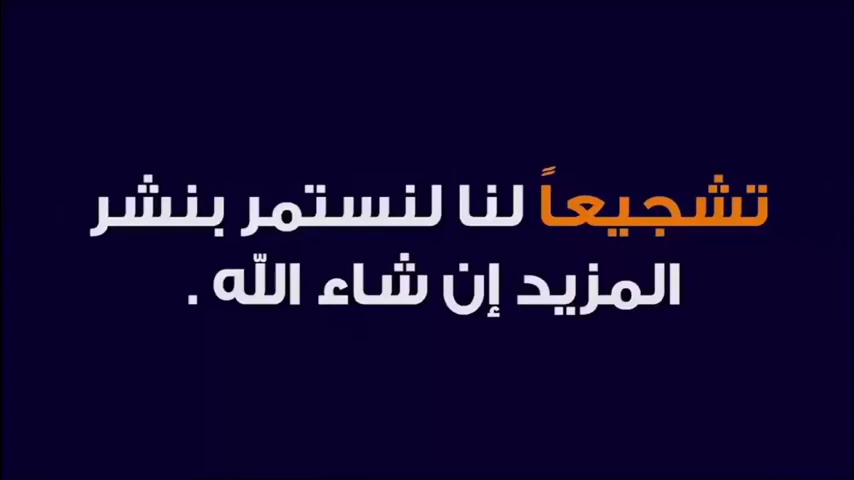 تشجيعاً لنا لنستمر بنشر
المزيد إن شاء الله .